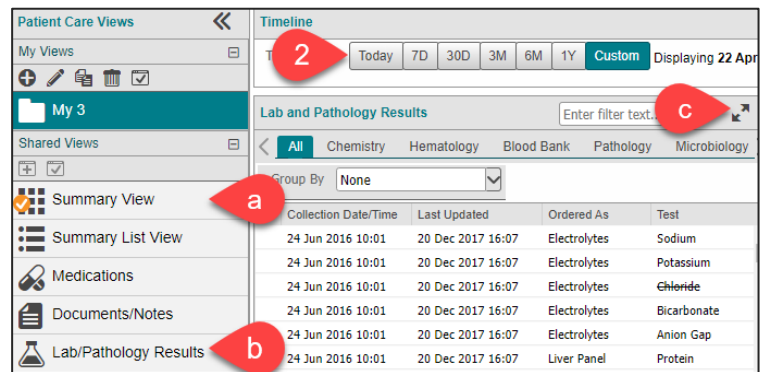 Patient Care Views
My Views
My 3
Shared Views
Summary View
Summary List View
Medications
Documents/Notes
Lab/Pathology Results
Timeline
2 Today 7D 30D 3M 6M 1Y Custom Displaying 22 Apr
Lab and Pathology Results Enter filter text...
c
All Chemistry Hematology Blood Bank Pathology Microbiology
Group By None
a
Collection Date/Time Last Updated Ordered As Test
24 Jun 2016 10:01 20 Dec 2017 16:07 Electrolytes Sodium
24 Jun 2016 10:01 20 Dec 2017 16:07 Electrolytes Potassium
24 Jun 2016 10:01 20 Dec 2017 16:07 Electrolytes Chloride
24 Jun 2016 10:01 20 Dec 2017 16:07 Electrolytes Bicarbonate
24 Jun 2016 10:01 20 Dec 2017 16:07 Electrolytes Anion Gap
b
24 Jun 2016 10:01 20 Dec 2017 16:07 Liver Panel Protein